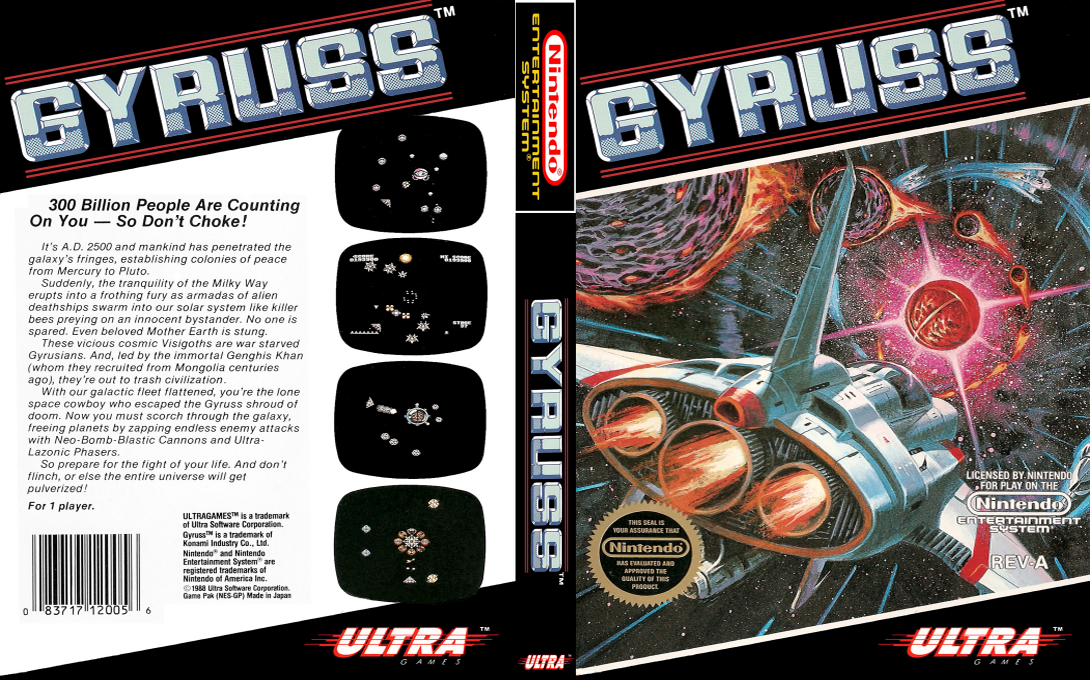 GYRUSS™
300 Billion People Are Counting
On You — So Don't Choke!
It's A.D. 2500 and mankind has penetrated the
galaxy's fringes, establishing colonies of peace
from Mercury to Pluto.
Suddenly, the tranquility of the Milky Way
erupts into a frothing fury as armadas of alien
deathships swarm into our solar system like killer
bees preying on an innocent bystander. No one is
spared. Even beloved Mother Earth is stung.
These vicious cosmic Visigoths are war starved
Gyrusians. And, led by the immortal Genghis Khan
(whom they recruited from Mongolia centuries
ago), they're out to trash civilization.
With our galactic fleet flattened, you're the lone
space cowboy who escaped the Gyruss shroud of
doom. Now you must scorch through the galaxy,
freeing planets by zapping endless enemy attacks
with Neo-Bomb-Blastic Cannons and Ultra-
Lazonic Phasers.
So prepare for the fight of your life. And don't
flinch, or else the entire universe will get
pulverized!
For 1 player.
ULTRAGAMES™ is a trademark
of Ultra Software Corporation.
Gyruss™ is a trademark of
Konami Industry Co., Ltd.
Nintendo® and Nintendo
Entertainment System® are
registered trademarks of
Nintendo of America Inc.
©1988 Ultra Software Corporation.
Game Pak (NES-GP) Made in Japan
0 83717 12005 6
HI SCORE
STAGE
ULTRA™
GAMES
Nintendo®
ENTERTAINMENT
SYSTEM®
GYRUSS™
ULTRA
GYRUSS™
LICENSED BY NINTENDO
FOR PLAY ON THE
Nintendo
ENTERTAINMENT
SYSTEM
REV-A
THIS SEAL IS
YOUR ASSURANCE THAT
Nintendo
HAS EVALUATED AND
APPROVED THE
QUALITY OF THIS
PRODUCT.
ULTRA™
GAMES